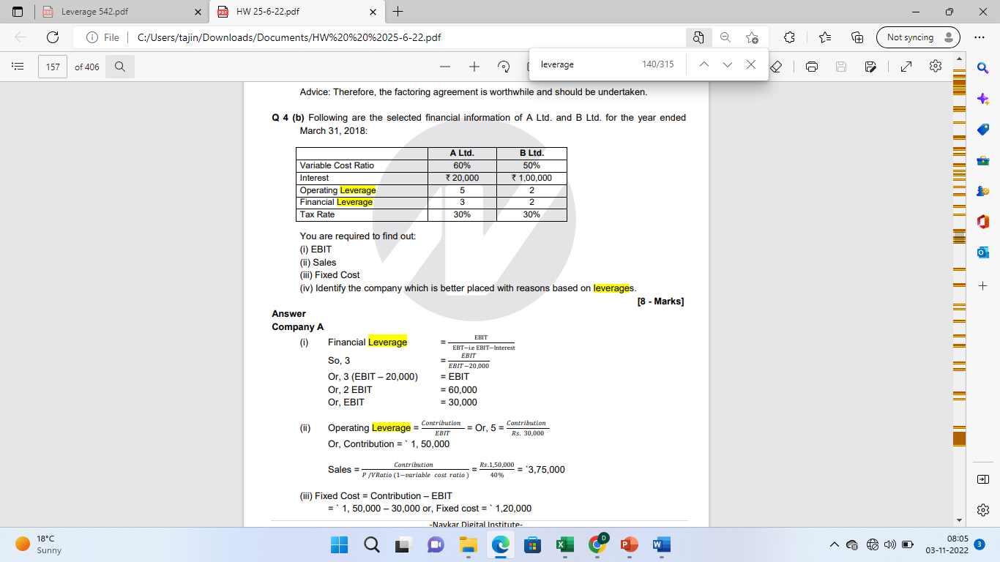 Leverage 542.pdf
HW 25-6-22.pdf
File C:/Users/tajin/Downloads/Documents/HW%20%20%2025-6-22.pdf
Not syncing
157 of 406
leverage 140/315
Advice: Therefore, the factoring agreement is worthwhile and should be undertaken.
Q 4 (b) Following are the selected financial information of A Ltd. and B Ltd. for the year ended
March 31, 2018:
A Ltd. B Ltd.
Variable Cost Ratio 60% 50%
Interest ₹ 20,000 ₹ 1,00,000
Operating Leverage 5 2
Financial Leverage 3 2
Tax Rate 30% 30%
You are required to find out:
(i) EBIT
(ii) Sales
(iii) Fixed Cost
(iv) Identify the company which is better placed with reasons based on leverages.
[8 - Marks]
Answer
Company A
(i) Financial Leverage = EBIT / EBT−i.e EBIT−Interest
So, 3 = EBIT / EBIT−20,000
Or, 3 (EBIT – 20,000) = EBIT
Or, 2 EBIT = 60,000
Or, EBIT = 30,000
(ii) Operating Leverage = Contribution / EBIT = Or, 5 = Contribution / Rs. 30,000
Or, Contribution = ` 1, 50,000
Sales = Contribution / P /VRatio (1−variable cost ratio ) = Rs.1,50,000 / 40% = `3,75,000
(iii) Fixed Cost = Contribution – EBIT
= ` 1, 50,000 – 30,000 or, Fixed cost = ` 1,20,000
-Navkar Digital Institute-
18°C
Sunny
08:05
03-11-2022
3